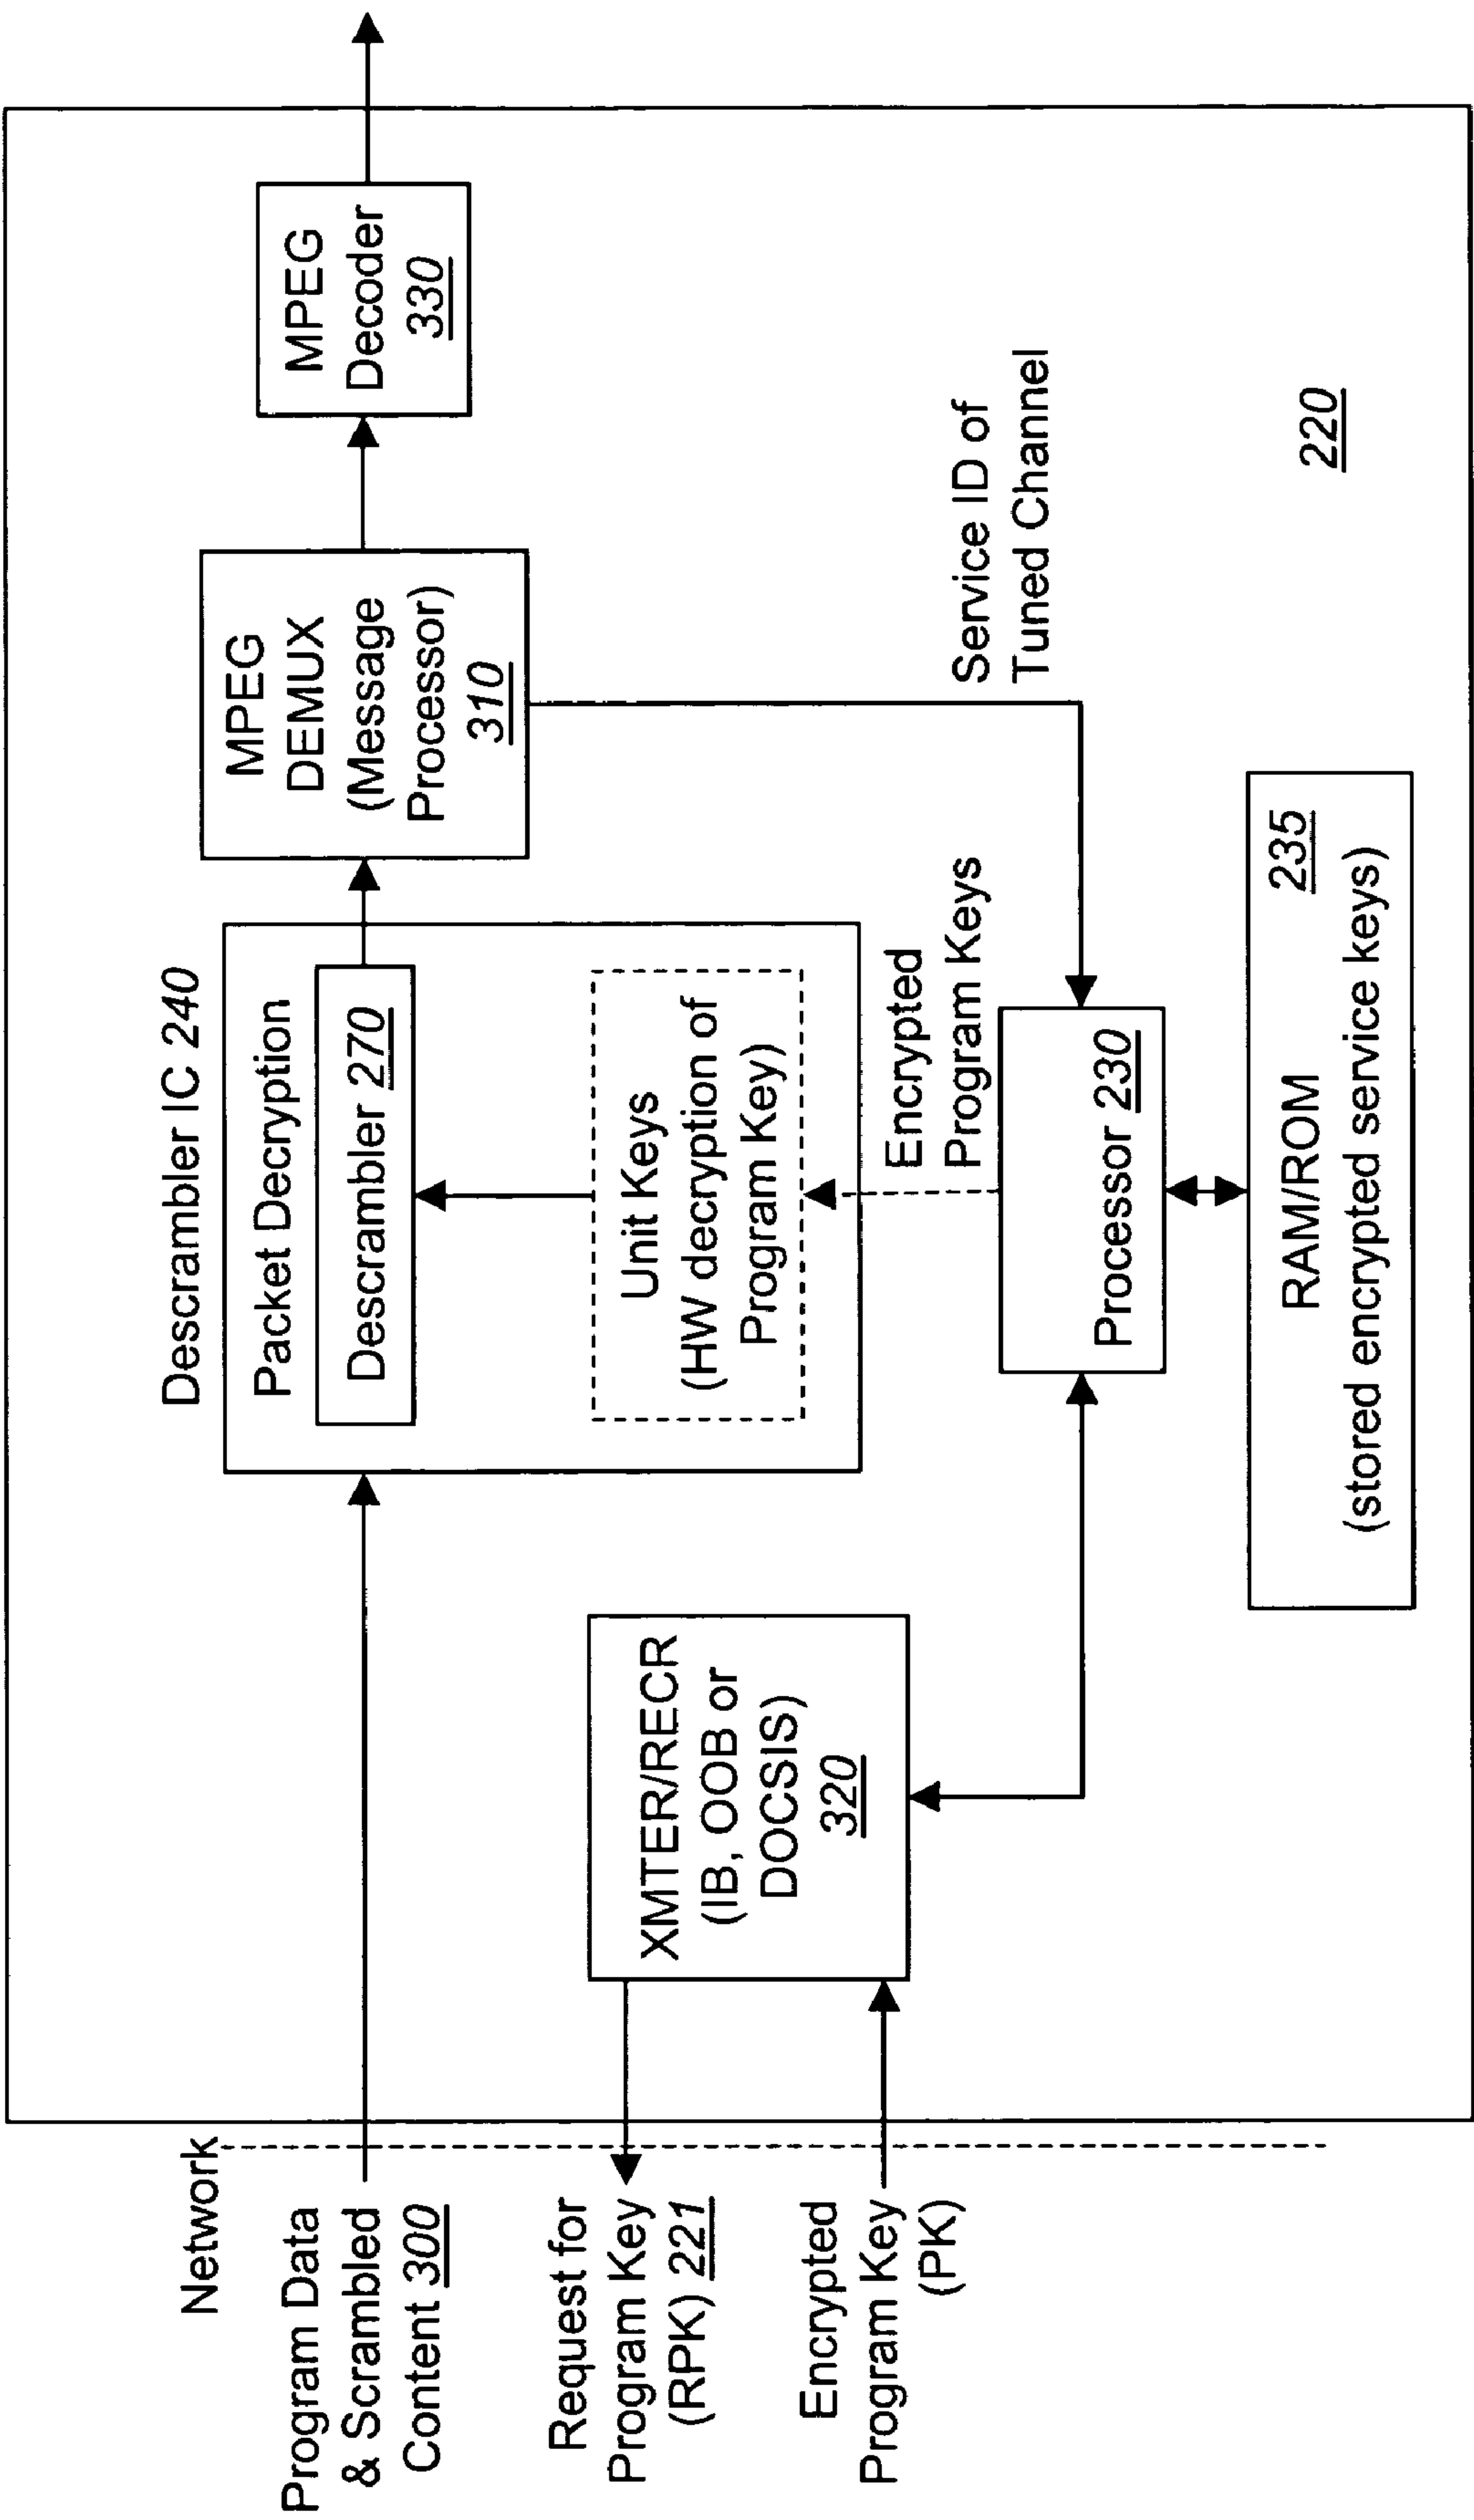 Network
Program Data
& Scrambled
Content 300
Request for
Program Key
(RPK) 221
Encrypted
Program Key
(PK)
XMTER/RECR
(IB, OOB or
DOCSIS)
320
Descrambler IC 240
Packet Decryption
Descrambler 270
Unit Keys
(HW decryption of
Program Key)
Encrypted
Program Keys
Processor 230
RAM/ROM 235
(stored encrypted service keys)
MPEG
DEMUX
(Message
Processor)
310
Service ID of
Tuned Channel
MPEG
Decoder
330
220